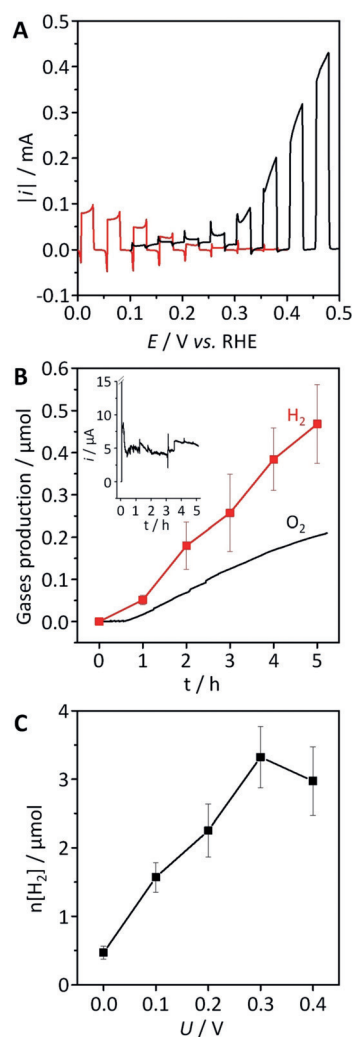 A
0.5
0.4
0.3
0.2
0.1
0.0
-0.1
|i| / mA
0.0 0.1 0.2 0.3 0.4 0.5
E / V vs. RHE
B
0.6
0.5
0.4
0.3
0.2
0.1
0.0
Gases production / µmol
15
10
5
0
i / µA
0 1 2 3 4 5
t / h
H₂
O₂
0 1 2 3 4 5
t / h
C
4
3
2
1
0
n[H₂] / µmol
0.0 0.1 0.2 0.3 0.4
U / V